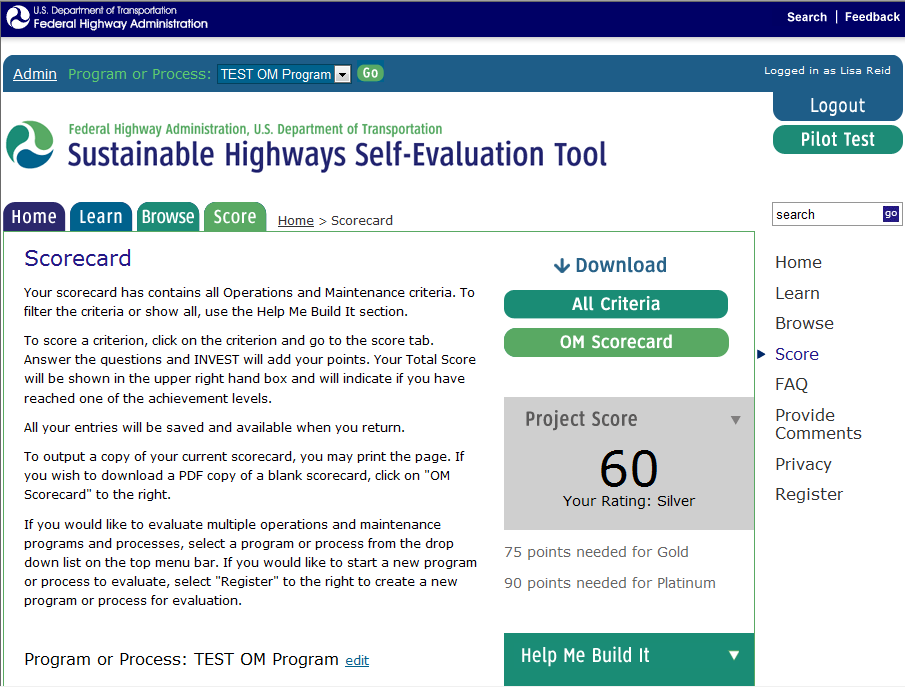 U.S. Department of Transportation
Federal Highway Administration
Search | Feedback
Admin Program or Process: TEST OM Program Go
Logged in as Lisa Reid
Logout
Pilot Test
Federal Highway Administration, U.S. Department of Transportation
Sustainable Highways Self-Evaluation Tool
Home Learn Browse Score
Home > Scorecard
search go
Scorecard
Your scorecard has contains all Operations and Maintenance criteria. To
filter the criteria or show all, use the Help Me Build It section.
To score a criterion, click on the criterion and go to the score tab.
Answer the questions and INVEST will add your points. Your Total Score
will be shown in the upper right hand box and will indicate if you have
reached one of the achievement levels.
All your entries will be saved and available when you return.
To output a copy of your current scorecard, you may print the page. If
you wish to download a PDF copy of a blank scorecard, click on "OM
Scorecard" to the right.
If you would like to evaluate multiple operations and maintenance
programs and processes, select a program or process from the drop
down list on the top menu bar. If you would like to start a new program
or process to evaluate, select "Register" to the right to create a new
program or process for evaluation.
Program or Process: TEST OM Program edit
Download
All Criteria
OM Scorecard
Project Score
60
Your Rating: Silver
75 points needed for Gold
90 points needed for Platinum
Help Me Build It
Home
Learn
Browse
Score
FAQ
Provide
Comments
Privacy
Register